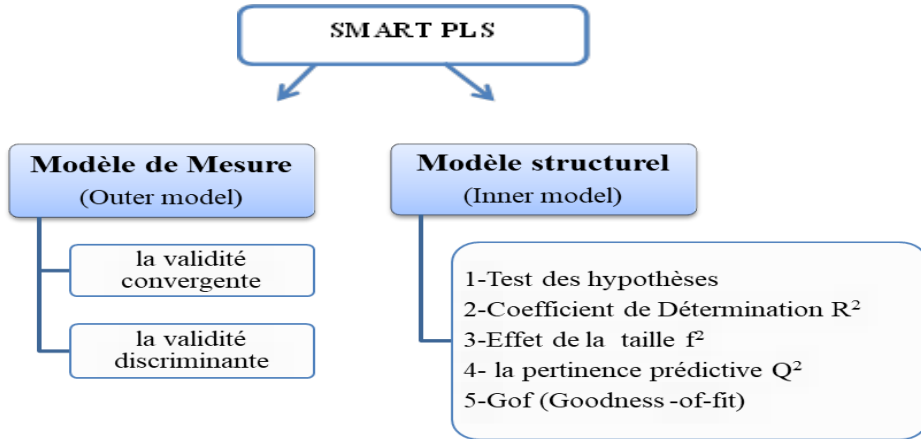 SMART PLS
Modèle de Mesure
(Outer model)
la validité
convergente
la validité
discriminante
Modèle structurel
(Inner model)
1-Test des hypothèses
2-Coefficient de Détermination R²
3-Effet de la taille f²
4- la pertinence prédictive Q²
5-Gof (Goodness -of-fit)